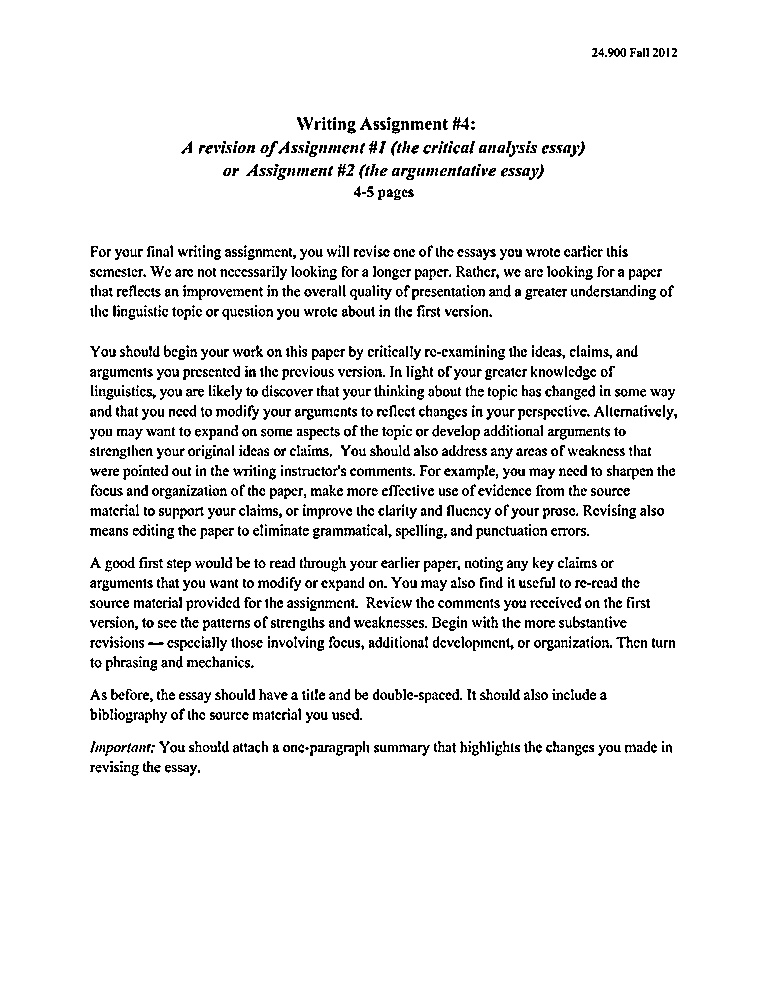 24.900 Fall 2012
Writing Assignment #4:
A revision of Assignment #1 (the critical analysis essay)
or Assignment #2 (the argumentative essay)
4-5 pages
For your final writing assignment, you will revise one of the essays you wrote earlier this
semester. We are not necessarily looking for a longer paper. Rather, we are looking for a paper
that reflects an improvement in the overall quality of presentation and a greater understanding of
the linguistic topic or question you wrote about in the first version.
You should begin your work on this paper by critically re-examining the ideas, claims, and
arguments you presented in the previous version. In light of your greater knowledge of
linguistics, you are likely to discover that your thinking about the topic has changed in some way
and that you need to modify your arguments to reflect changes in your perspective. Alternatively,
you may want to expand on some aspects of the topic or develop additional arguments to
strengthen your original ideas or claims. You should also address any areas of weakness that
were pointed out in the writing instructor's comments. For example, you may need to sharpen the
focus and organization of the paper, make more effective use of evidence from the source
material to support your claims, or improve the clarity and fluency of your prose. Revising also
means editing the paper to eliminate grammatical, spelling, and punctuation errors.
A good first step would be to read through your earlier paper, noting any key claims or
arguments that you want to modify or expand on. You may also find it useful to re-read the
source material provided for the assignment. Review the comments you received on the first
version, to see the patterns of strengths and weaknesses. Begin with the more substantive
revisions — especially those involving focus, additional development, or organization. Then turn
to phrasing and mechanics.
As before, the essay should have a title and be double-spaced. It should also include a
bibliography of the source material you used.
Important: You should attach a one-paragraph summary that highlights the changes you made in
revising the essay.